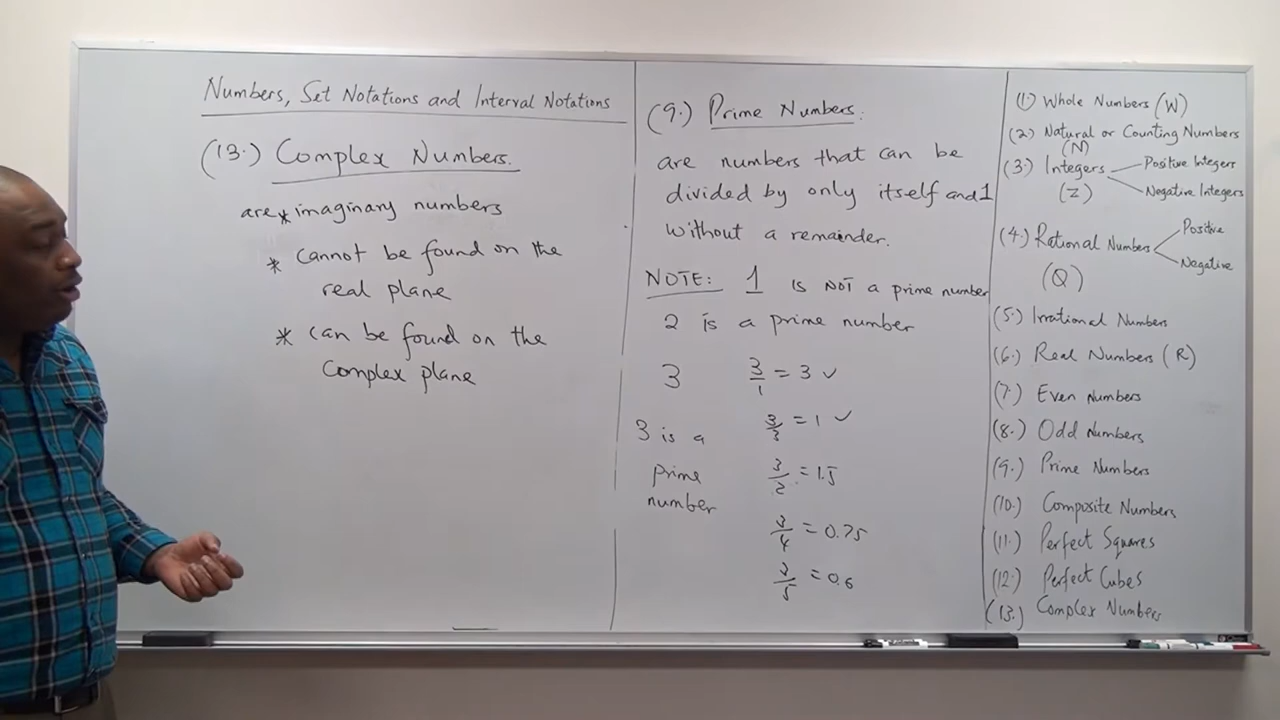 Numbers, Set Notations and Interval Notations
(13.) Complex Numbers.
are * imaginary numbers
* cannot be found on the
real plane
* can be found on the
Complex plane
(9.) Prime Numbers.
are numbers that can be
divided by only itself and 1
without a remainder.
NOTE: 1 is NOT a prime number
2 is a prime number
3 3/1 = 3 ✓
3/3 = 1 ✓
3 is a
prime
number
3/2 = 1.5
3/4 = 0.75
3/5 = 0.6
(1.) Whole Numbers (W)
(2.) Natural or Counting Numbers
(N)
(3.) Integers
Positive Integers
Negative Integers
(Z)
(4.) Rational Numbers
Positive
Negative
(Q)
(5.) Irrational Numbers
(6.) Real Numbers (R)
(7.) Even Numbers
(8.) Odd Numbers
(9.) Prime Numbers
(10.) Composite Numbers
(11.) Perfect Squares
(12.) Perfect Cubes
(13.) Complex Numbers